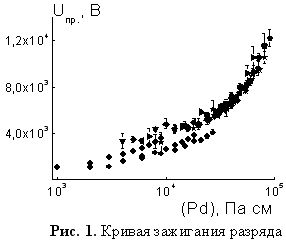 Uпр., В
1,2x10⁴
8,0x10³
4,0x10³
10³
10⁴
10⁵
(Pd), Па см
Рис. 1. Кривая зажигания разряда